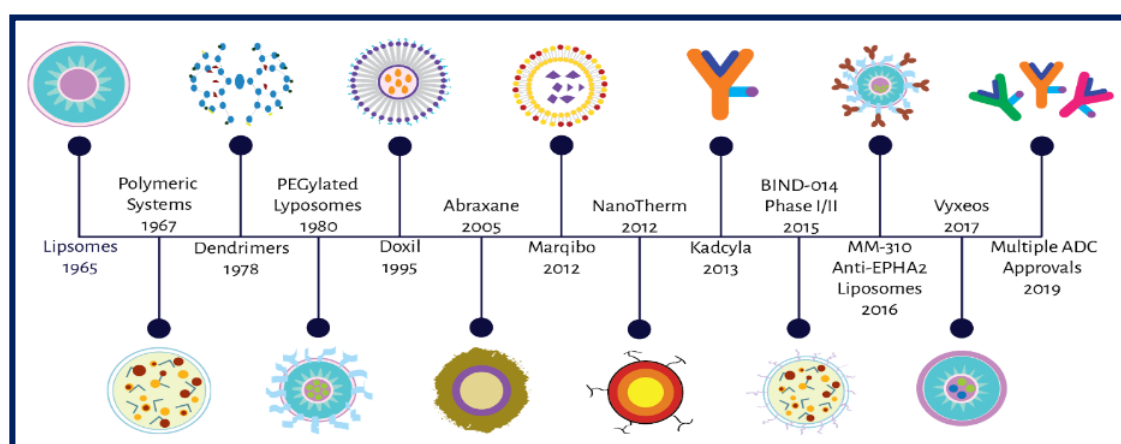 Lipsomes
1965
Polymeric
Systems
1967
Dendrimers
1978
PEGylated
Lyposomes
1980
Doxil
1995
Abraxane
2005
Marqibo
2012
NanoTherm
2012
Kadcyla
2013
BIND-014
Phase I/II
2015
MM-310
Anti-EPHA2
Liposomes
2016
Vyxeos
2017
Multiple ADC
Approvals
2019